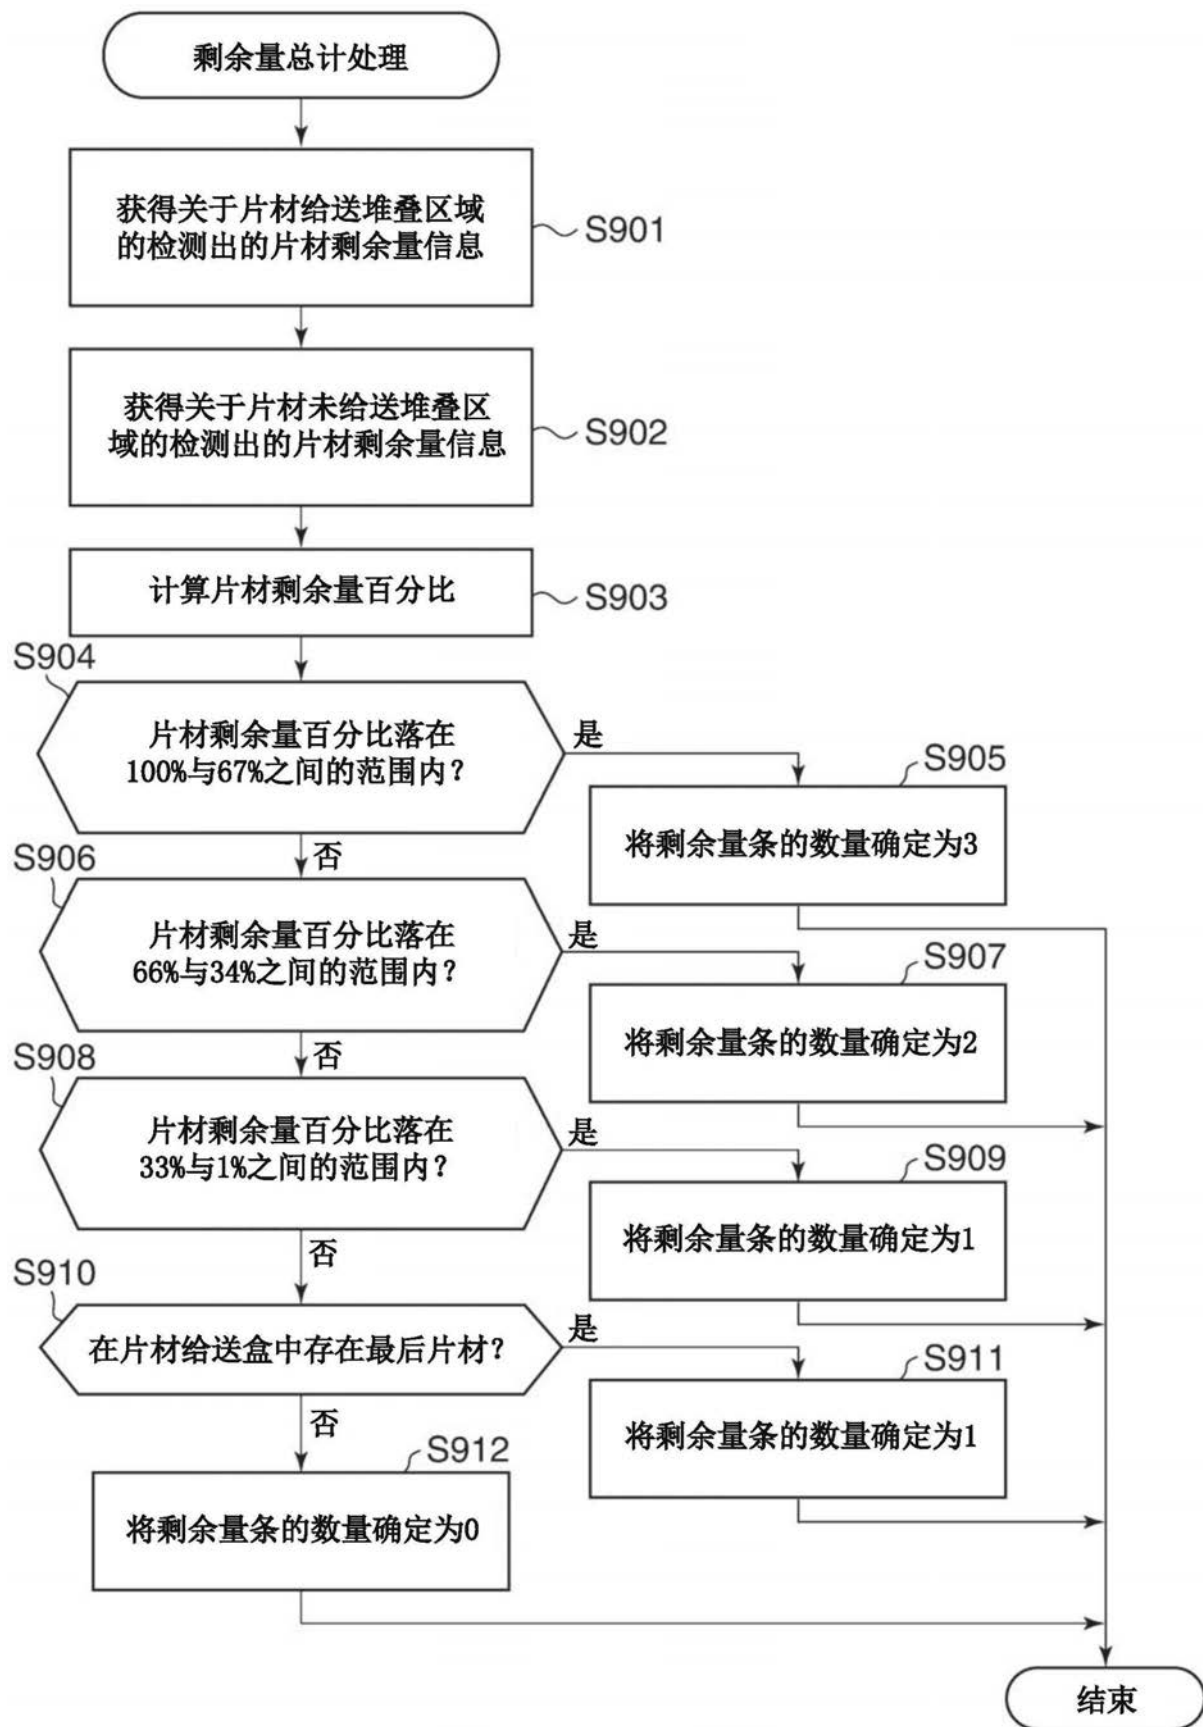 剩余量总计处理
获得关于片材给送堆叠区域
的检测出的片材剩余量信息
S901
获得关于片材未给送堆叠区
域的检测出的片材剩余量信息
S902
计算片材剩余量百分比
S903
S904
片材剩余量百分比落在
100%与67%之间的范围内?
是
S905
将剩余量条的数量确定为3
否
S906
片材剩余量百分比落在
66%与34%之间的范围内?
是
S907
将剩余量条的数量确定为2
否
S908
片材剩余量百分比落在
33%与1%之间的范围内?
是
S909
将剩余量条的数量确定为1
否
S910
在片材给送盒中存在最后片材?
是
S911
将剩余量条的数量确定为1
否
S912
将剩余量条的数量确定为0
结束